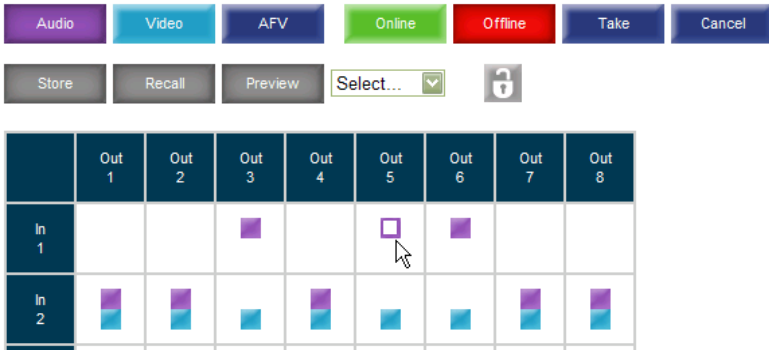 Audio Video AFV Online Offline Take Cancel
Store Recall Preview Select...
Out Out Out Out Out Out Out Out
1 2 3 4 5 6 7 8
In
1
In
2